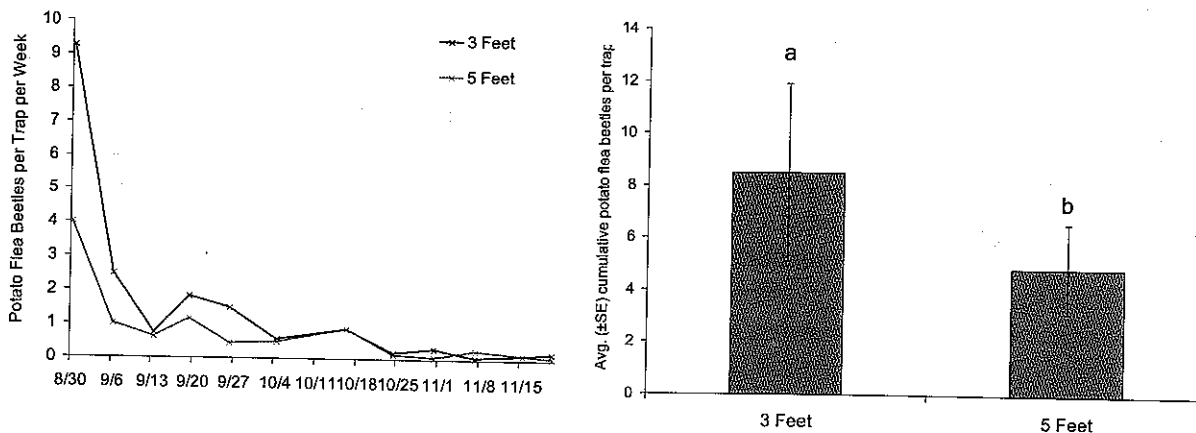 Potato Flea Beetles per Trap per Week
10
9
8
7
6
5
4
3
2
1
0
3 Feet
5 Feet
8/30 9/6 9/13 9/20 9/27 10/4 10/11 10/18 10/25 11/1 11/8 11/15
Avg. (±SE) cumulative potato flea beetles per trap
14
12
10
8
6
4
2
0
a
b
3 Feet 5 Feet